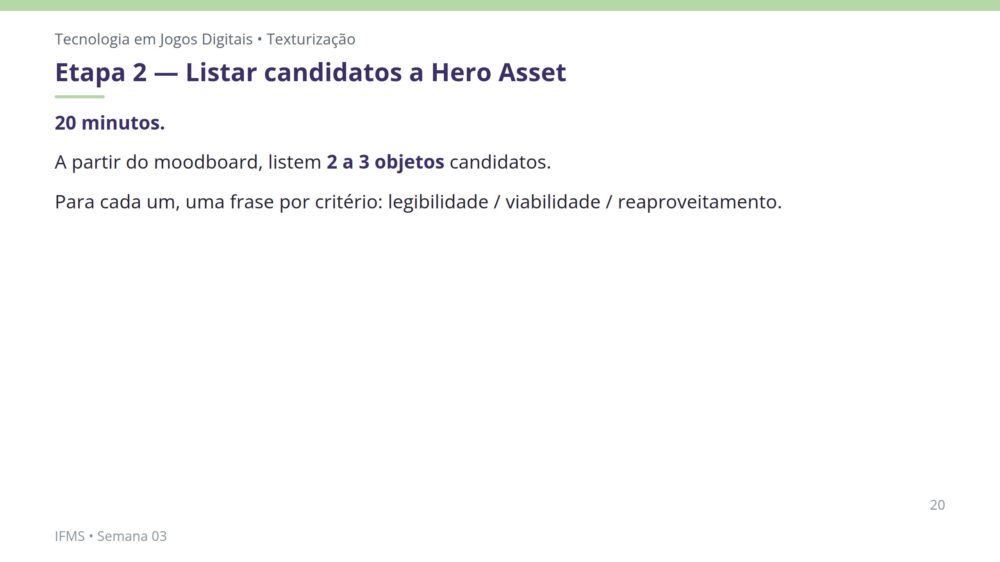 Tecnologia em Jogos Digitais • Texturização
Etapa 2 — Listar candidatos a Hero Asset
20 minutos.
A partir do moodboard, listem 2 a 3 objetos candidatos.
Para cada um, uma frase por critério: legibilidade / viabilidade / reaproveitamento.
20
IFMS • Semana 03